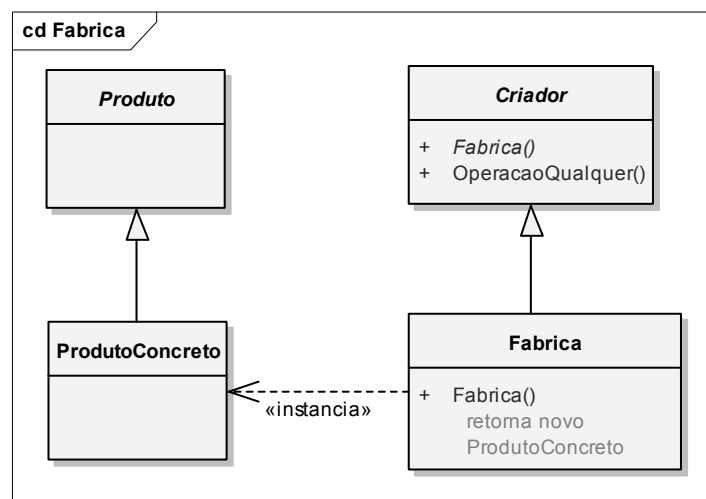 cd Fabrica
Produto
Criador
+ Fabrica()
+ OperacaoQualquer()
ProdutoConcreto
Fabrica
+ Fabrica()
retorna novo
ProdutoConcreto
«instancia»